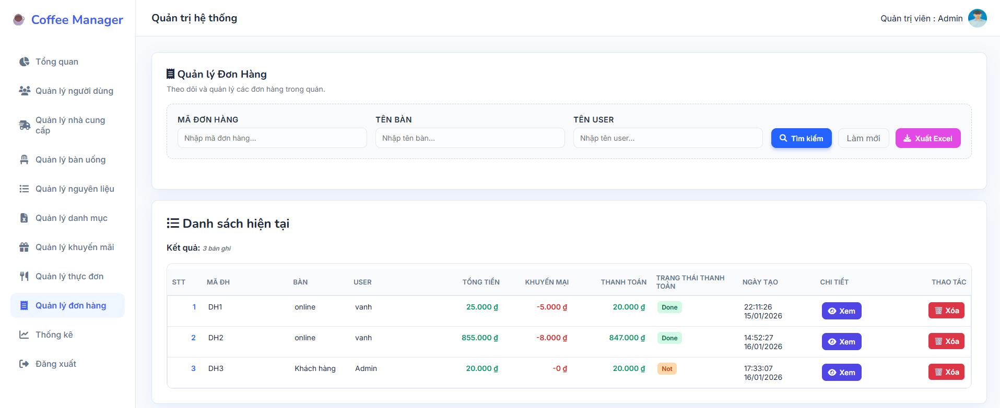 Coffee Manager
Quản trị hệ thống
Quản trị viên : Admin
Tổng quan
Quản lý người dùng
Quản lý nhà cung
cấp
Quản lý bàn uống
Quản lý nguyên liệu
Quản lý danh mục
Quản lý khuyến mãi
Quản lý thực đơn
Quản lý đơn hàng
Thống kê
Đăng xuất
Quản lý Đơn Hàng
Theo dõi và quản lý các đơn hàng trong quán.
MÃ ĐƠN HÀNG TÊN BÀN TÊN USER
Nhập mã đơn hàng... Nhập tên bàn... Nhập tên user... Tìm kiếm Làm mới Xuất Excel
Danh sách hiện tại
Kết quả: 3 bản ghi
STT MÃ ĐH BÀN USER TỔNG TIỀN KHUYẾN MẠI THANH TOÁN TRẠNG THÁI THANH TOÁN NGÀY TẠO CHI TIẾT THAO TÁC
1 DH1 online vanh 25.000 ₫ -5.000 ₫ 20.000 ₫ Done 22:11:26 Xem Xóa
15/01/2026
2 DH2 online vanh 855.000 ₫ -8.000 ₫ 847.000 ₫ Done 14:52:27 Xem Xóa
16/01/2026
3 DH3 Khách hàng Admin 20.000 ₫ -0 ₫ 20.000 ₫ Not 17:33:07 Xem Xóa
16/01/2026